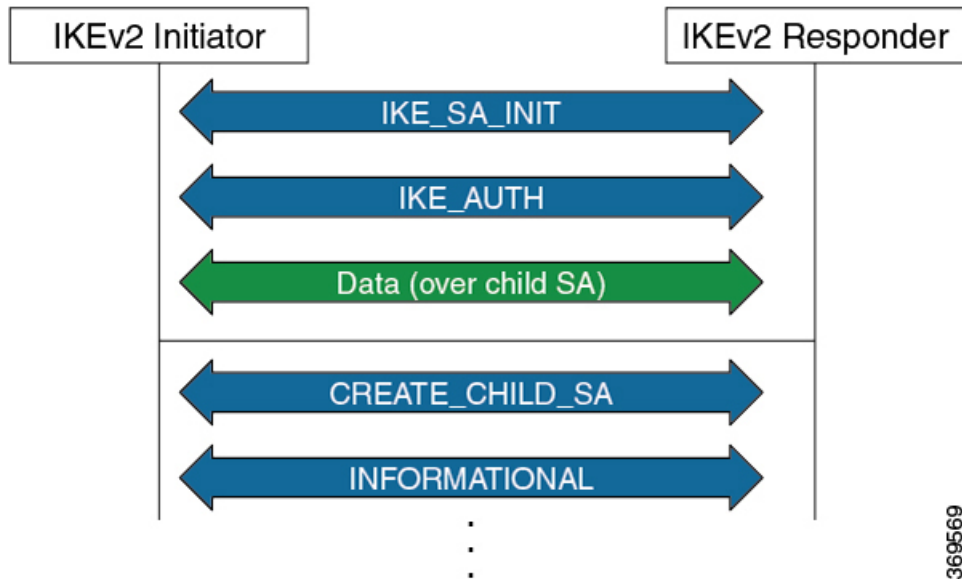 IKEv2 Initiator
IKEv2 Responder
IKE_SA_INIT
IKE_AUTH
Data (over child SA)
CREATE_CHILD_SA
INFORMATIONAL
369569